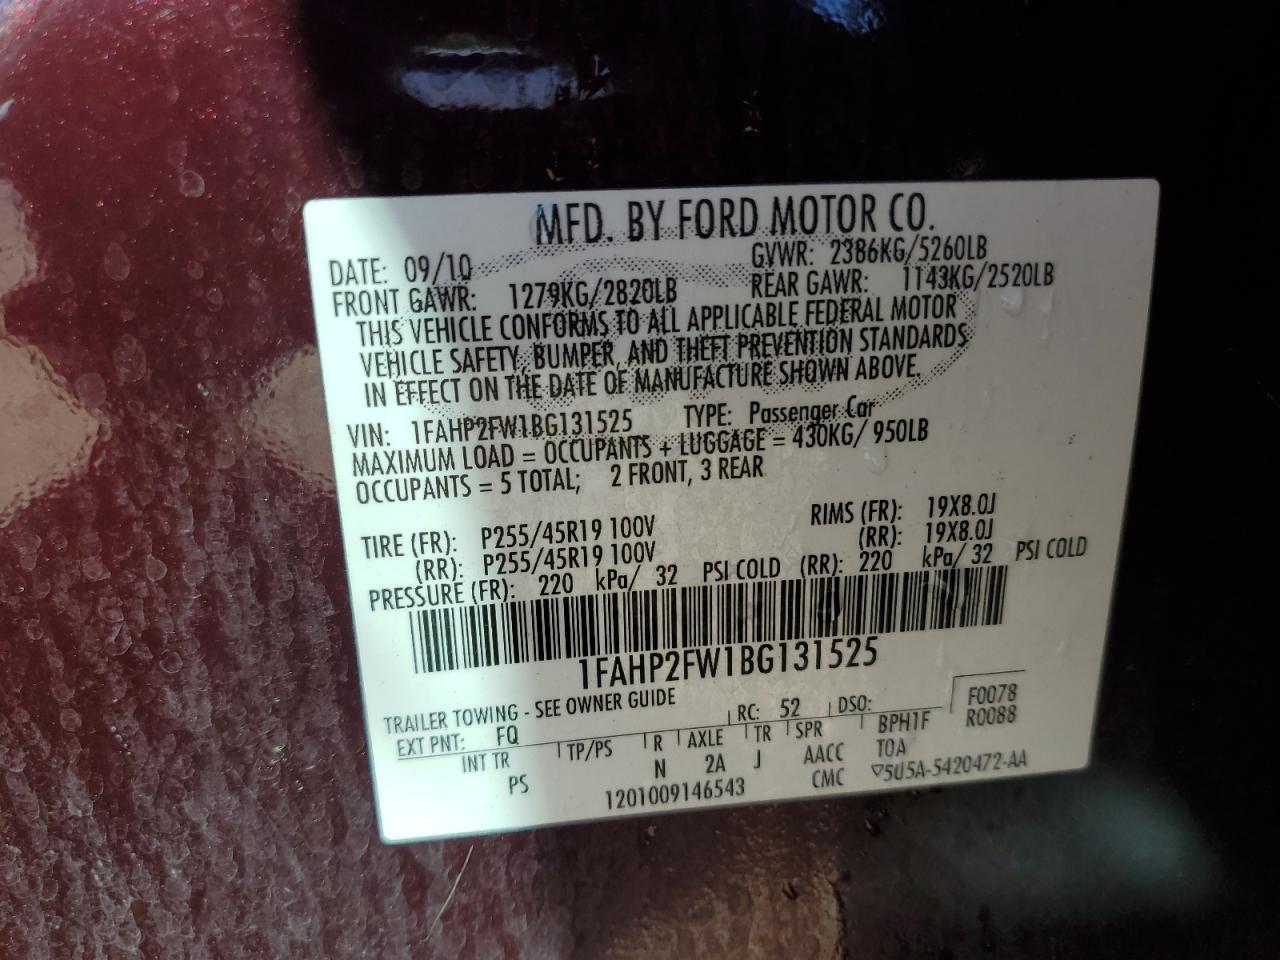 MFD. BY FORD MOTOR CO.
DATE: 09/10 GVWR: 2386KG/5260LB
FRONT GAWR: 1279KG/2820LB REAR GAWR: 1143KG/2520LB
THIS VEHICLE CONFORMS TO ALL APPLICABLE FEDERAL MOTOR
VEHICLE SAFETY, BUMPER, AND THEFT PREVENTION STANDARDS
IN EFFECT ON THE DATE OF MANUFACTURE SHOWN ABOVE.
VIN: 1FAHP2FW1BG131525 TYPE: Passenger Car
MAXIMUM LOAD = OCCUPANTS + LUGGAGE = 430KG/ 950LB
OCCUPANTS = 5 TOTAL; 2 FRONT, 3 REAR
TIRE (FR): P255/45R19 100V RIMS (FR): 19X8.0J
(RR): P255/45R19 100V (RR): 19X8.0J
PRESSURE (FR): 220 kPa/ 32 PSI COLD (RR): 220 kPa/ 32 PSI COLD
1FAHP2FW1BG131525
TRAILER TOWING - SEE OWNER GUIDE
EXT PNT: FQ RC: 52 DSO: F0078
INT TR TP/PS R AXLE TR SPR BPH1F R0088
PS N 2A J AACC TOA
1201009146543 CMC ▽5U5A-5420472-AA